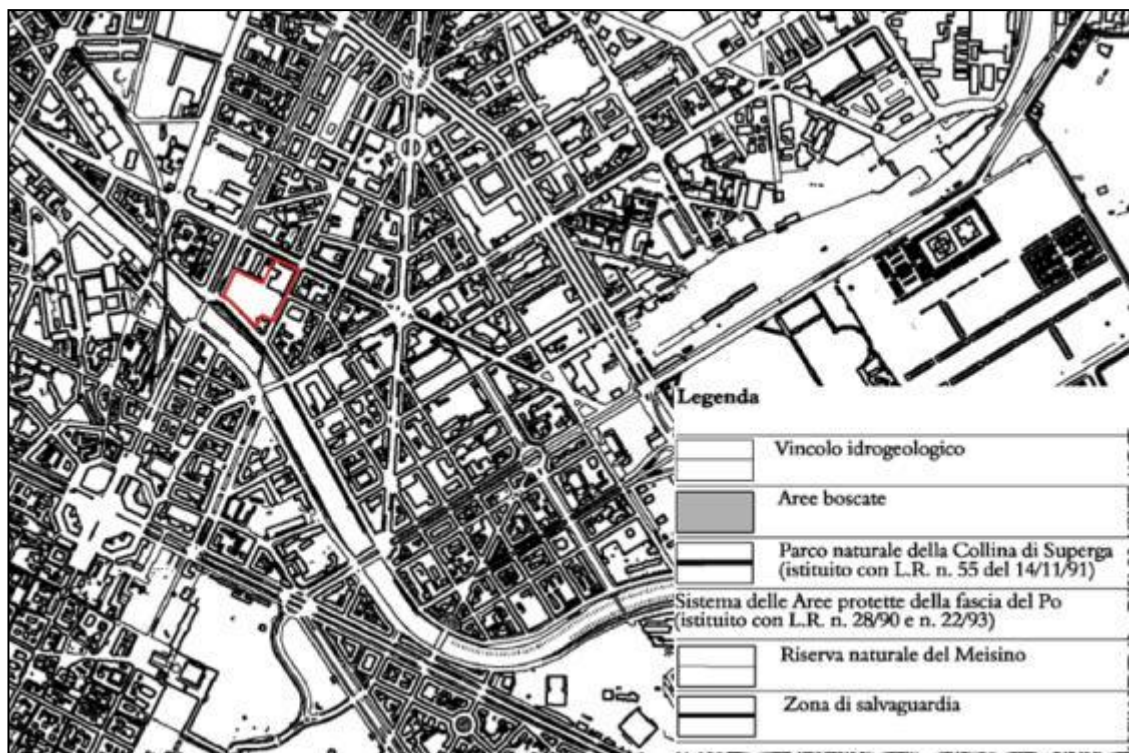 Legenda
Vincolo idrogeologico
Aree boscate
Parco naturale della Collina di Superga
(istituito con L.R. n. 55 del 14/11/91)
Sistema delle Aree protette della fascia del Po
(istituito con L.R. n. 28/90 e n. 22/93)
Riserva naturale del Meisino
Zona di salvaguardia